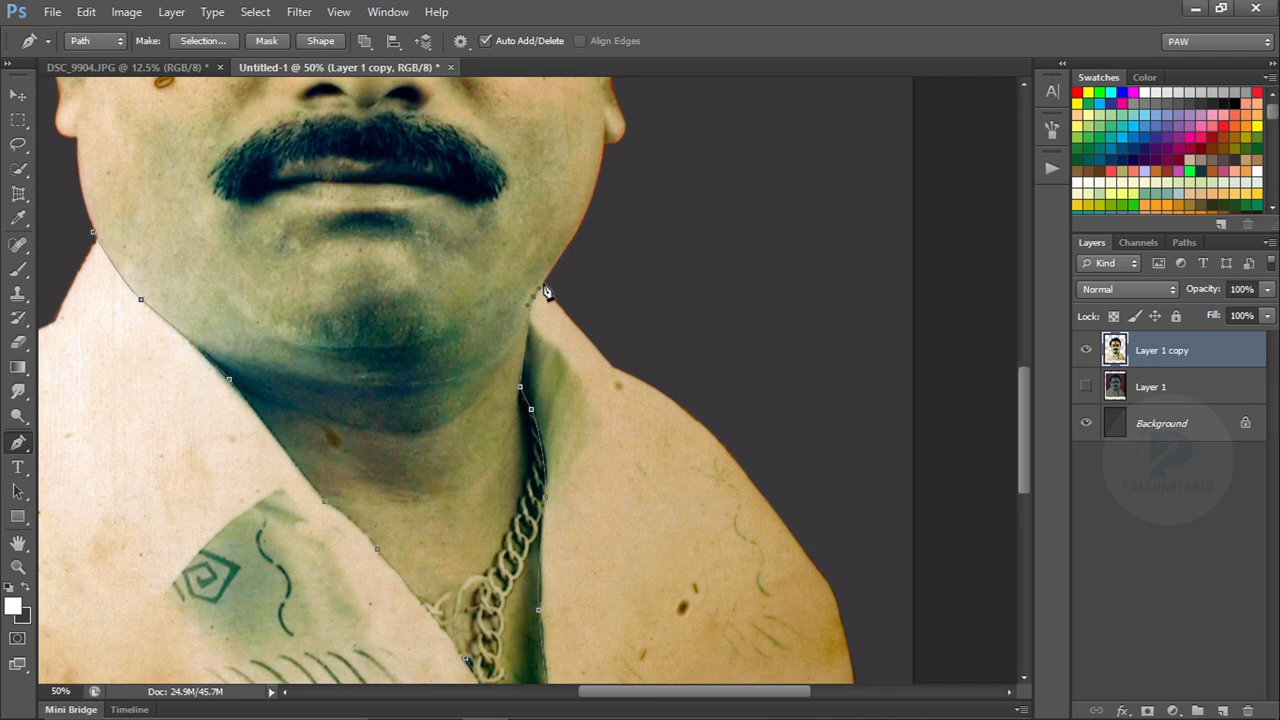 Ps File Edit Image Layer Type Select Filter View Window Help
Path Make: Selection... Mask Shape Auto Add/Delete Align Edges PAW
DSC_9904.JPG @ 12.5% (RGB/8) * × Untitled-1 @ 50% (Layer 1 copy, RGB/8) * ×
Swatches Color
Layers Channels Paths
Kind
Normal Opacity: 100%
Lock: Fill: 100%
Layer 1 copy
Layer 1
Background
PRASHANT ARTS
50% Doc: 24.9M/45.7M
Mini Bridge Timeline